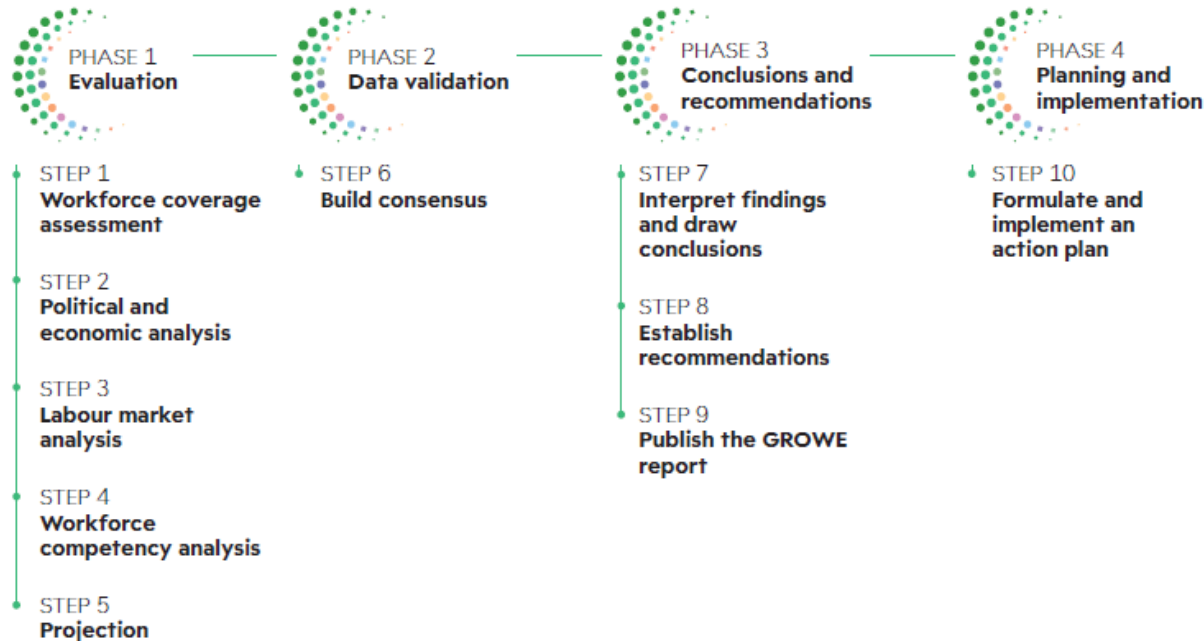 PHASE 1
Evaluation
PHASE 2
Data validation
PHASE 3
Conclusions and
recommendations
PHASE 4
Planning and
implementation
STEP 1
Workforce coverage
assessment
STEP 2
Political and
economic analysis
STEP 3
Labour market
analysis
STEP 4
Workforce
competency analysis
STEP 5
Projection
STEP 6
Build consensus
STEP 7
Interpret findings
and draw
conclusions
STEP 8
Establish
recommendations
STEP 9
Publish the GROWE
report
STEP 10
Formulate and
implement an
action plan